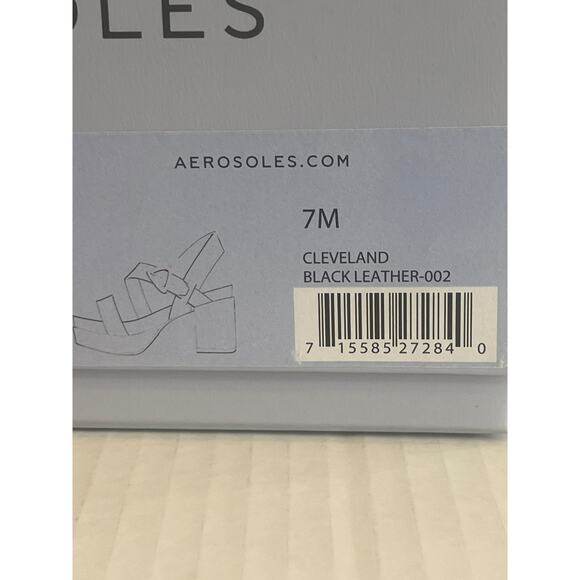 OLES
AEROSOLES.COM
7M
CLEVELAND
BLACK LEATHER-002
7 15585 27284 0